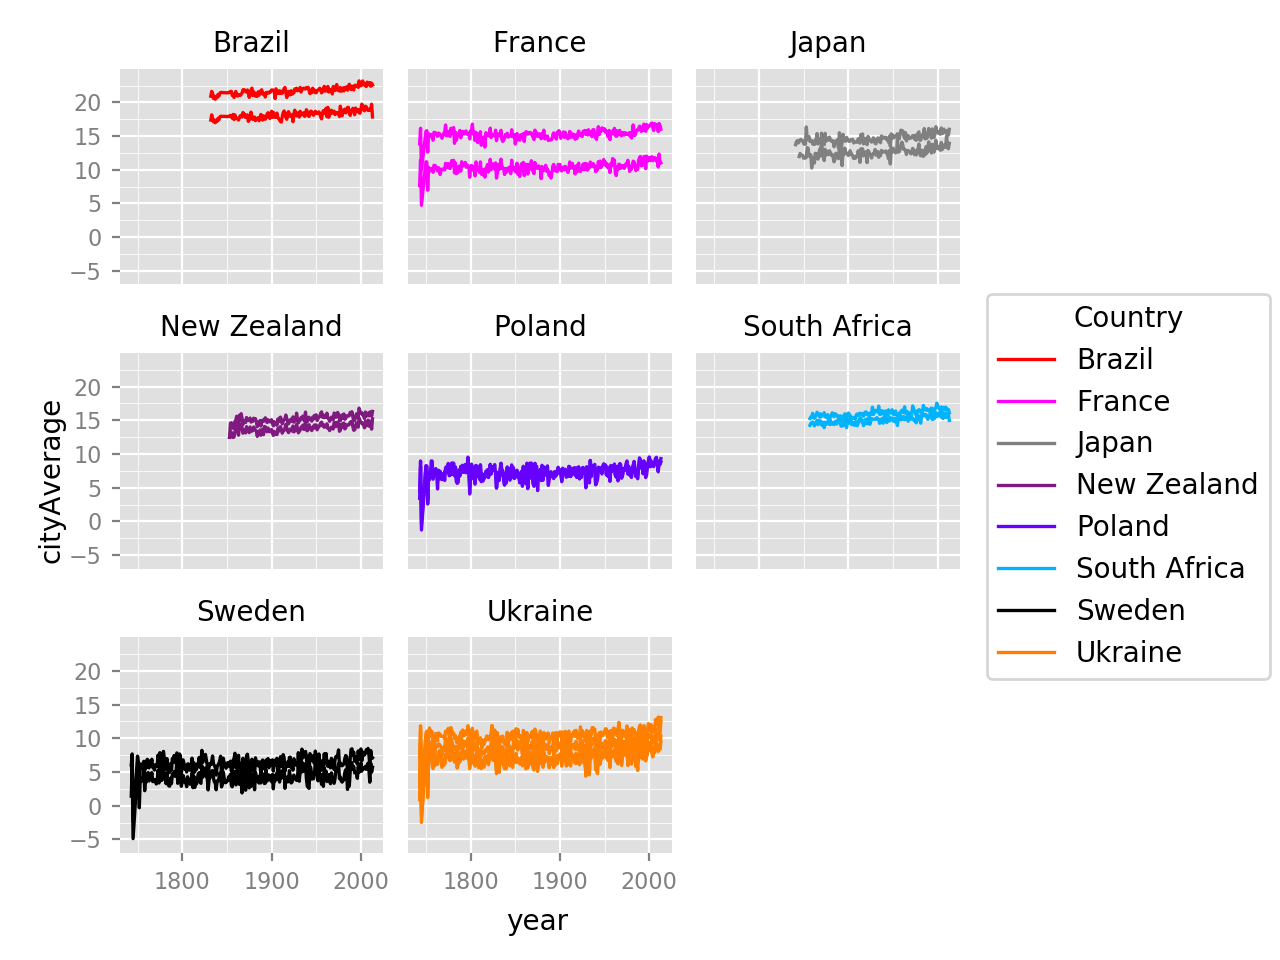 Brazil
France
Japan
20
15
10
5
0
−5
New Zealand
Poland
South Africa
20
15
10
5
0
−5
cityAverage
Sweden
Ukraine
20
15
10
5
0
−5
1800 1900 2000
1800 1900 2000
year
Country
Brazil
France
Japan
New Zealand
Poland
South Africa
Sweden
Ukraine